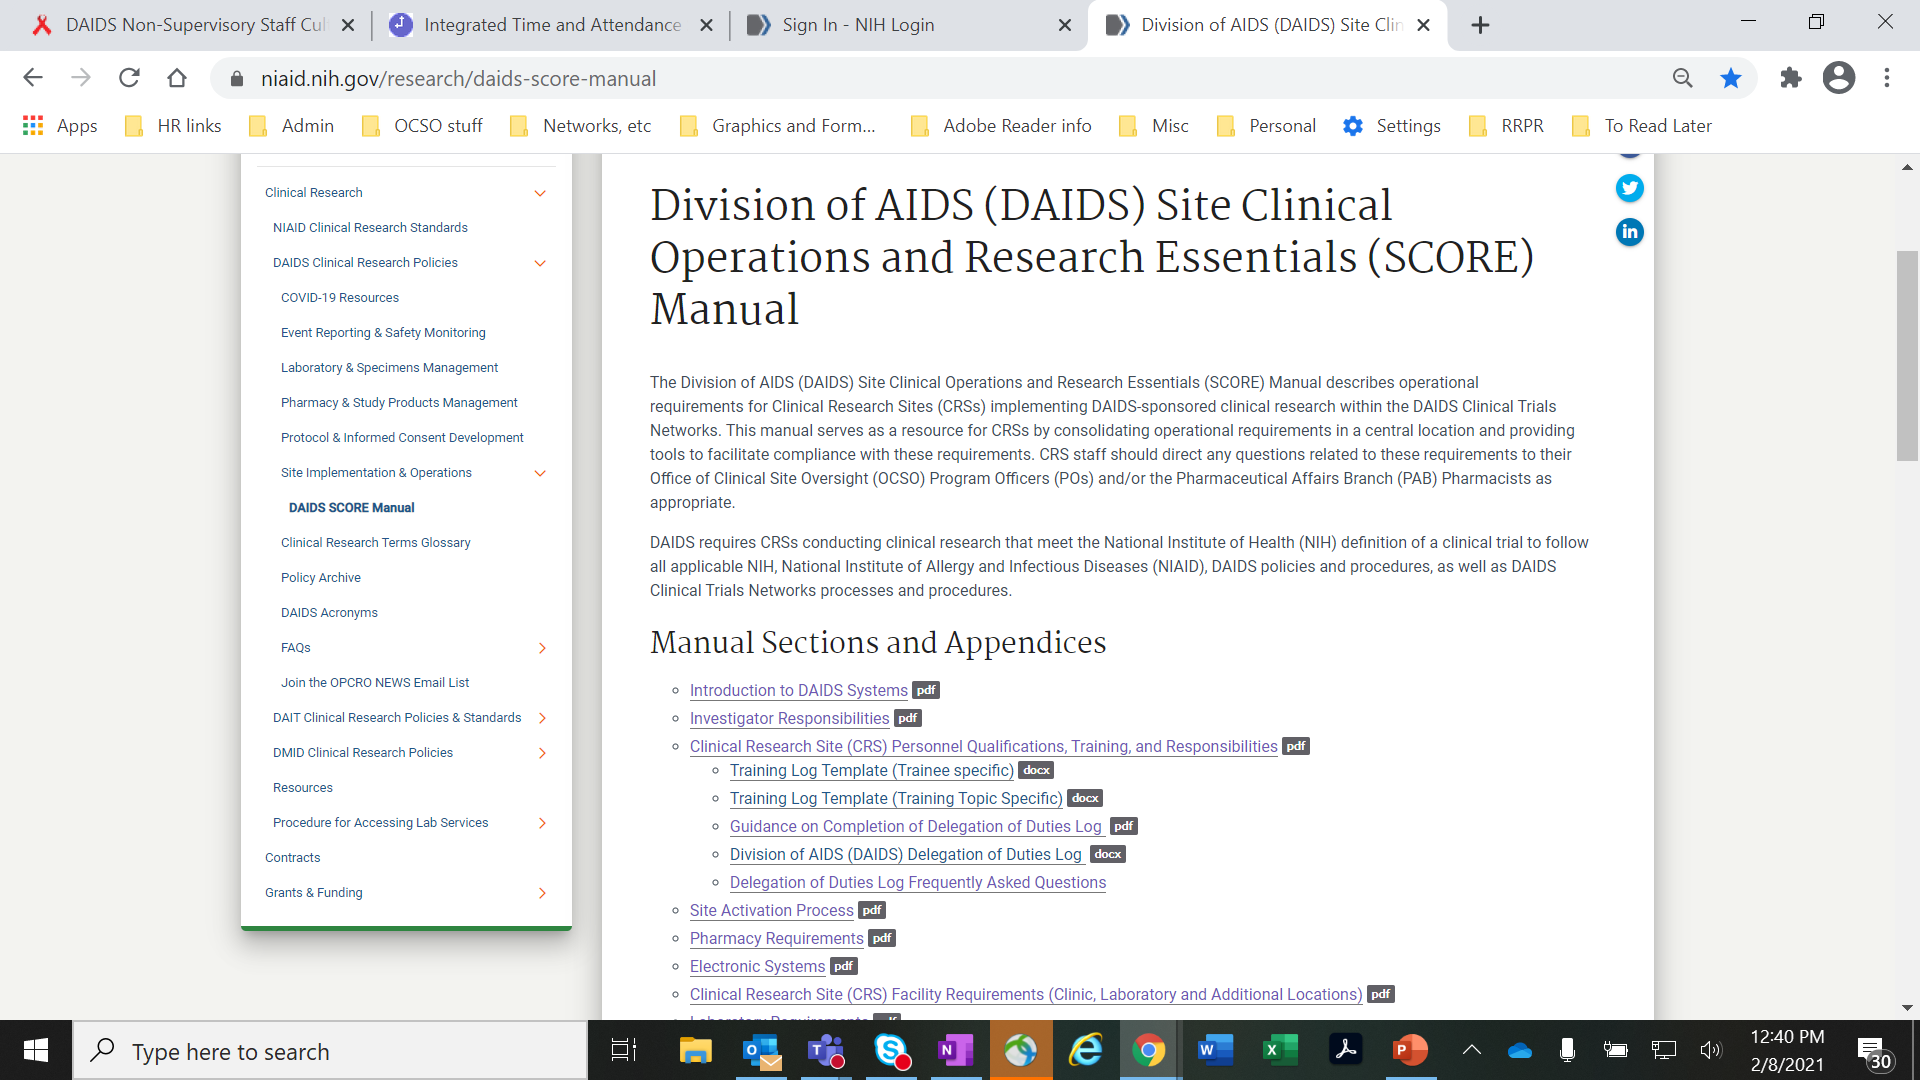 DAIDS Non-Supervisory Staff Cul
Integrated Time and Attendance
Sign In - NIH Login
Division of AIDS (DAIDS) Site Clin
niaid.nih.gov/research/daids-score-manual
Apps
HR links
Admin
OCSO stuff
Networks, etc
Graphics and Form...
Adobe Reader info
Misc
Personal
Settings
RRPR
To Read Later
Clinical Research
NIAID Clinical Research Standards
DAIDS Clinical Research Policies
COVID-19 Resources
Event Reporting & Safety Monitoring
Laboratory & Specimens Management
Pharmacy & Study Products Management
Protocol & Informed Consent Development
Site Implementation & Operations
DAIDS SCORE Manual
Clinical Research Terms Glossary
Policy Archive
DAIDS Acronyms
FAQs
Join the OPCRO NEWS Email List
DAIT Clinical Research Policies & Standards
DMID Clinical Research Policies
Resources
Procedure for Accessing Lab Services
Contracts
Grants & Funding
Division of AIDS (DAIDS) Site Clinical
Operations and Research Essentials (SCORE)
Manual
in
The Division of AIDS (DAIDS) Site Clinical Operations and Research Essentials (SCORE) Manual describes operational
requirements for Clinical Research Sites (CRSs) implementing DAIDS-sponsored clinical research within the DAIDS Clinical Trials
Networks. This manual serves as a resource for CRSs by consolidating operational requirements in a central location and providing
tools to facilitate compliance with these requirements. CRS staff should direct any questions related to these requirements to their
Office of Clinical Site Oversight (OCSO) Program Officers (POs) and/or the Pharmaceutical Affairs Branch (PAB) Pharmacists as
appropriate.
DAIDS requires CRSs conducting clinical research that meet the National Institute of Health (NIH) definition of a clinical trial to follow
all applicable NIH, National Institute of Allergy and Infectious Diseases (NIAID), DAIDS policies and procedures, as well as DAIDS
Clinical Trials Networks processes and procedures.
Manual Sections and Appendices
Introduction to DAIDS Systems pdf
Investigator Responsibilities pdf
Clinical Research Site (CRS) Personnel Qualifications, Training, and Responsibilities pdf
Training Log Template (Trainee specific) docx
Training Log Template (Training Topic Specific) docx
Guidance on Completion of Delegation of Duties Log pdf
Division of AIDS (DAIDS) Delegation of Duties Log docx
Delegation of Duties Log Frequently Asked Questions
Site Activation Process pdf
Pharmacy Requirements pdf
Electronic Systems pdf
Clinical Research Site (CRS) Facility Requirements (Clinic, Laboratory and Additional Locations) pdf
Type here to search
12:40 PM
2/8/2021
30